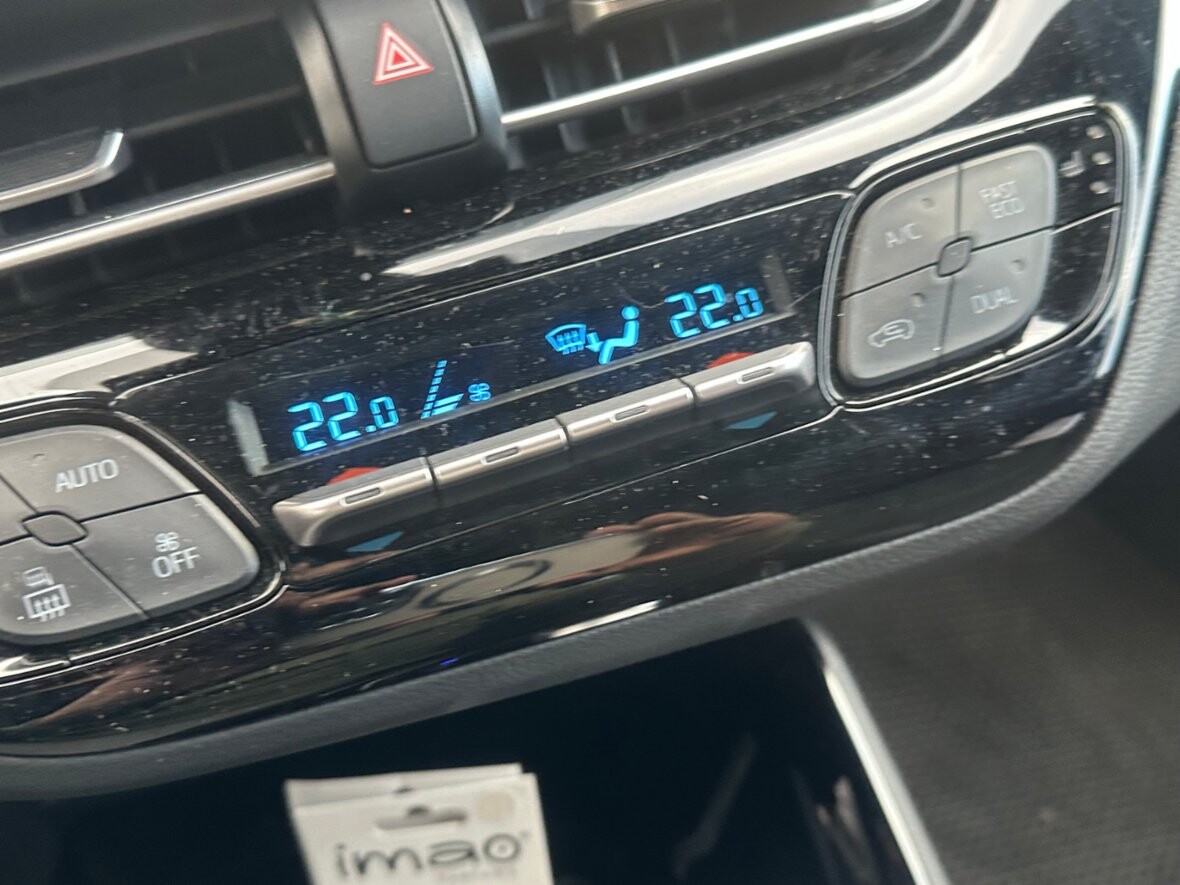 FAST
ECO
A/C
DUAL
22.0
22.0
AUTO
OFF
imao